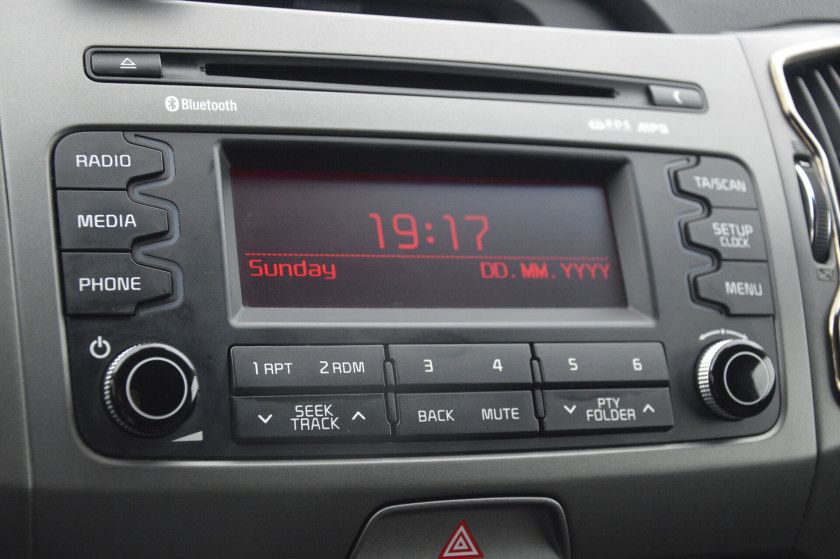 Bluetooth
RDS MP3
RADIO
MEDIA
PHONE
19:17
Sunday DD.MM.YYYY
TA/SCAN
SETUP
CLOCK
MENU
1 RPT 2 RDM 3 4 5 6
SEEK
TRACK
BACK MUTE
PTY
FOLDER